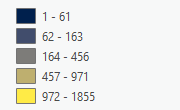 1 - 61
62 - 163
164 - 456
457 - 971
972 - 1855